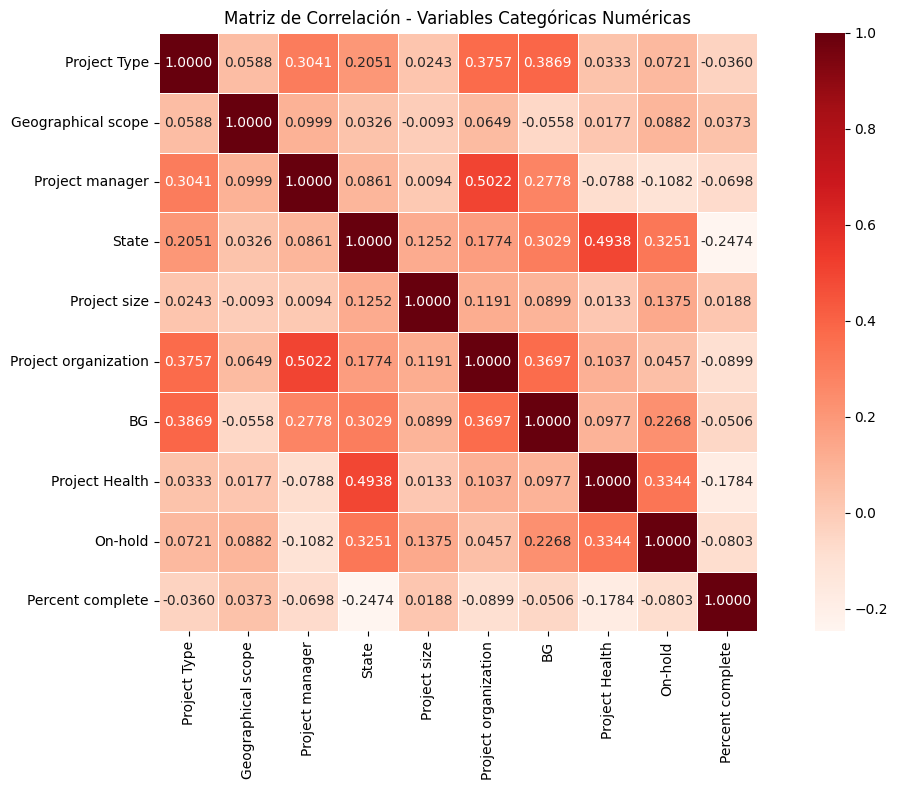 Matriz de Correlación - Variables Categóricas Numéricas
Project Type 1.0000 0.0588 0.3041 0.2051 0.0243 0.3757 0.3869 0.0333 0.0721 -0.0360
Geographical scope 0.0588 1.0000 0.0999 0.0326 -0.0093 0.0649 -0.0558 0.0177 0.0882 0.0373
Project manager 0.3041 0.0999 1.0000 0.0861 0.0094 0.5022 0.2778 -0.0788 -0.1082 -0.0698
State 0.2051 0.0326 0.0861 1.0000 0.1252 0.1774 0.3029 0.4938 0.3251 -0.2474
Project size 0.0243 -0.0093 0.0094 0.1252 1.0000 0.1191 0.0899 0.0133 0.1375 0.0188
Project organization 0.3757 0.0649 0.5022 0.1774 0.1191 1.0000 0.3697 0.1037 0.0457 -0.0899
BG 0.3869 -0.0558 0.2778 0.3029 0.0899 0.3697 1.0000 0.0977 0.2268 -0.0506
Project Health 0.0333 0.0177 -0.0788 0.4938 0.0133 0.1037 0.0977 1.0000 0.3344 -0.1784
On-hold 0.0721 0.0882 -0.1082 0.3251 0.1375 0.0457 0.2268 0.3344 1.0000 -0.0803
Percent complete -0.0360 0.0373 -0.0698 -0.2474 0.0188 -0.0899 -0.0506 -0.1784 -0.0803 1.0000
Project Type
Geographical scope
Project manager
State
Project size
Project organization
BG
Project Health
On-hold
Percent complete
1.0
0.8
0.6
0.4
0.2
0.0
−0.2